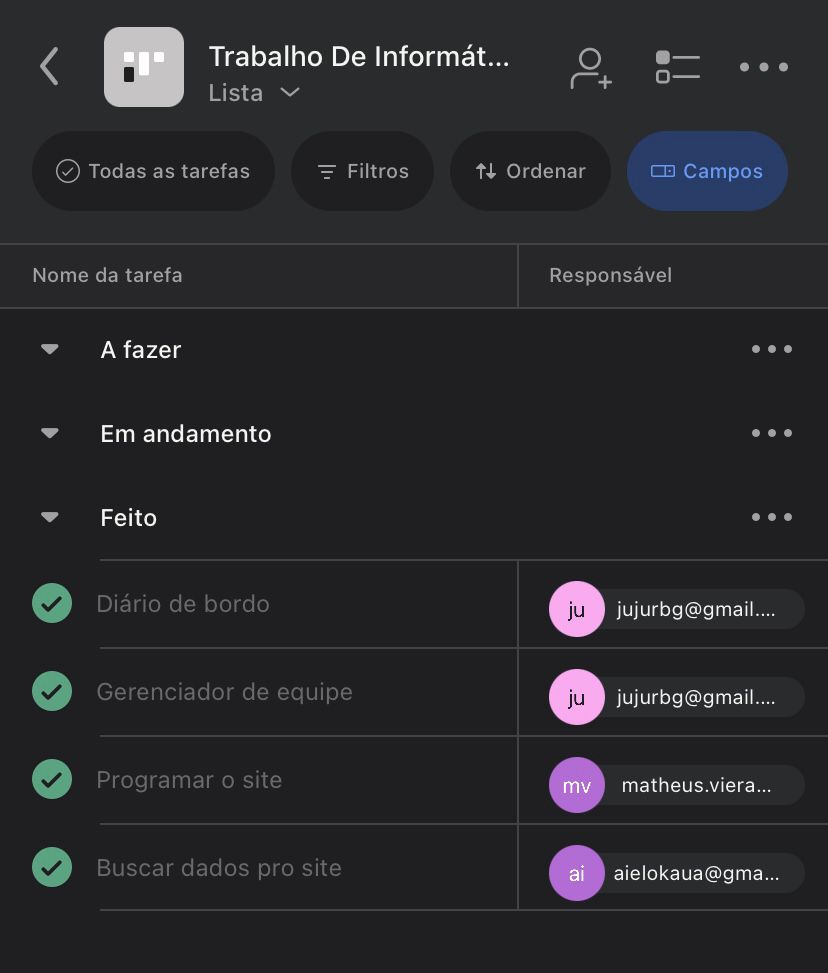 Trabalho De Informát...
Lista
Todas as tarefas
Filtros
Ordenar
Campos
Nome da tarefa
Responsável
A fazer
Em andamento
Feito
Diário de bordo
ju
jujurbg@gmail....
Gerenciador de equipe
ju
jujurbg@gmail....
Programar o site
mv
matheus.viera...
Buscar dados pro site
ai
aielokaua@gma...